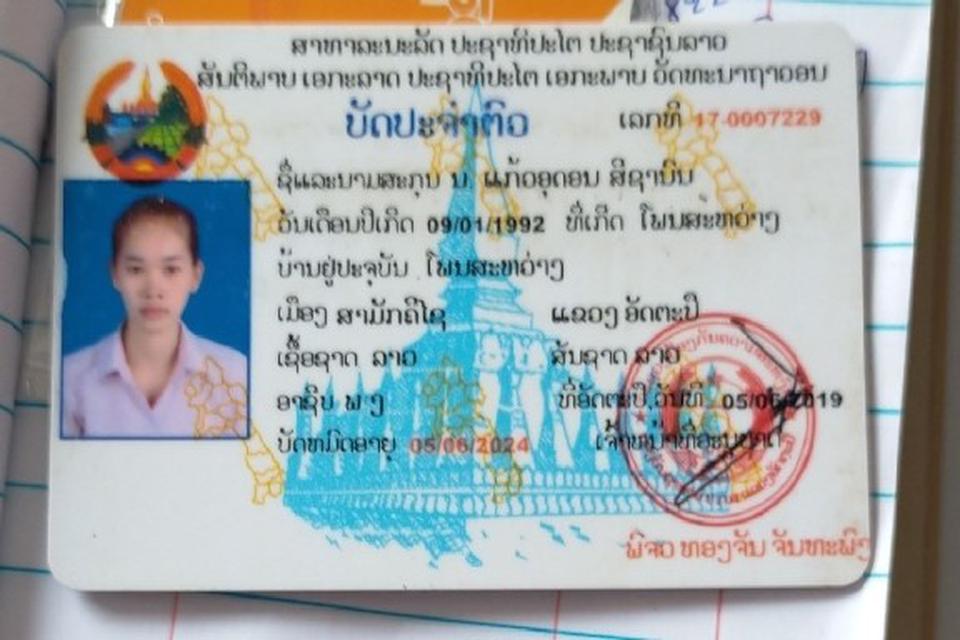 ສາທາລະນະລັດ ປະຊາທິປະໄຕ ປະຊາຊົນລາວ
ສັນຕິພາບ ເອກະລາດ ປະຊາທິປະໄຕ ເອກະພາບ ວັດທະນາຖາວອນ
ບັດປະຈຳຕົວ ເລກທີ 17-0007229
ຊື່ແລະນາມສະກຸນ ນ. ແກ້ວອຸດອນ ສີຊານົນ
ວັນເດືອນປີເກີດ 09/01/1992 ທີ່ເກີດ ໂພນສະຫວ່າງ
ບ້ານຢູ່ປະຈຸບັນ ໂພນສະຫວ່າງ
ເມືອງ ສາມັກຄີໄຊ ແຂວງ ອັດຕະປື
ເຊື້ອຊາດ ລາວ ສັນຊາດ ລາວ
ອາຊີບ ພ ງ ທີ່ອັດຕະປື,ວັນທີ 05/06/2019
ບັດຫມົດອາຍຸ 05/06/2024 ເຈົ້າຫນ້າທີ່ອະນຸຍາດ
ພົຈວ ທອງຈັນ ຈັນທະພົງ